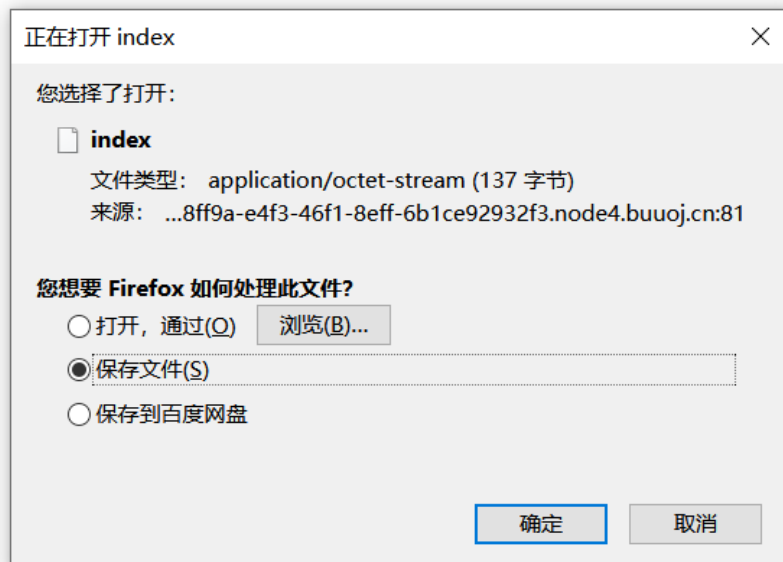 正在打开 index
您选择了打开：
index
文件类型： application/octet-stream (137 字节)
来源： ...8ff9a-e4f3-46f1-8eff-6b1ce92932f3.node4.buuoj.cn:81
您想要 Firefox 如何处理此文件？
打开，通过(O) 浏览(B)...
保存文件(S)
保存到百度网盘
确定 取消